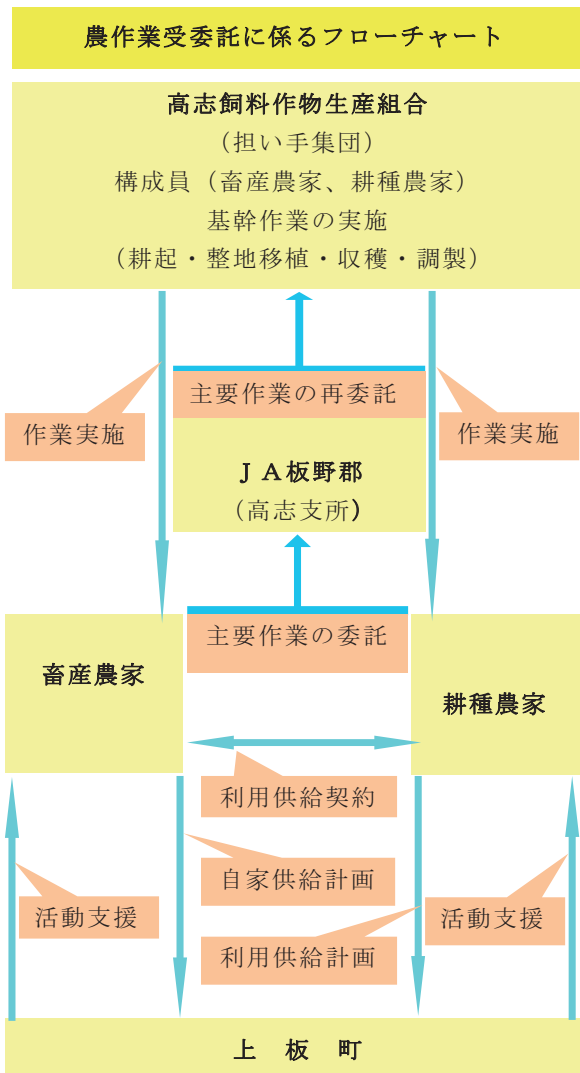 農作業受委託に係るフローチャート
高志飼料作物生産組合
（担い手集団）
構成員（畜産農家、耕種農家）
基幹作業の実施
（耕起・整地移植・収穫・調製）
主要作業の再委託
作業実施
作業実施
ＪＡ板野郡
（高志支所）
主要作業の委託
畜産農家
耕種農家
利用供給契約
自家供給計画
活動支援
活動支援
利用供給計画
上板町